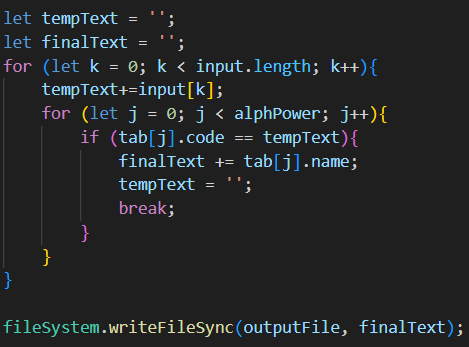 let tempText = '';
let finalText = '';
for (let k = 0; k < input.length; k++){
    tempText+=input[k];
    for (let j = 0; j < alphPower; j++){
        if (tab[j].code == tempText){
            finalText += tab[j].name;
            tempText = '';
            break;
        }
    }
}

fileSystem.writeFileSync(outputFile, finalText);